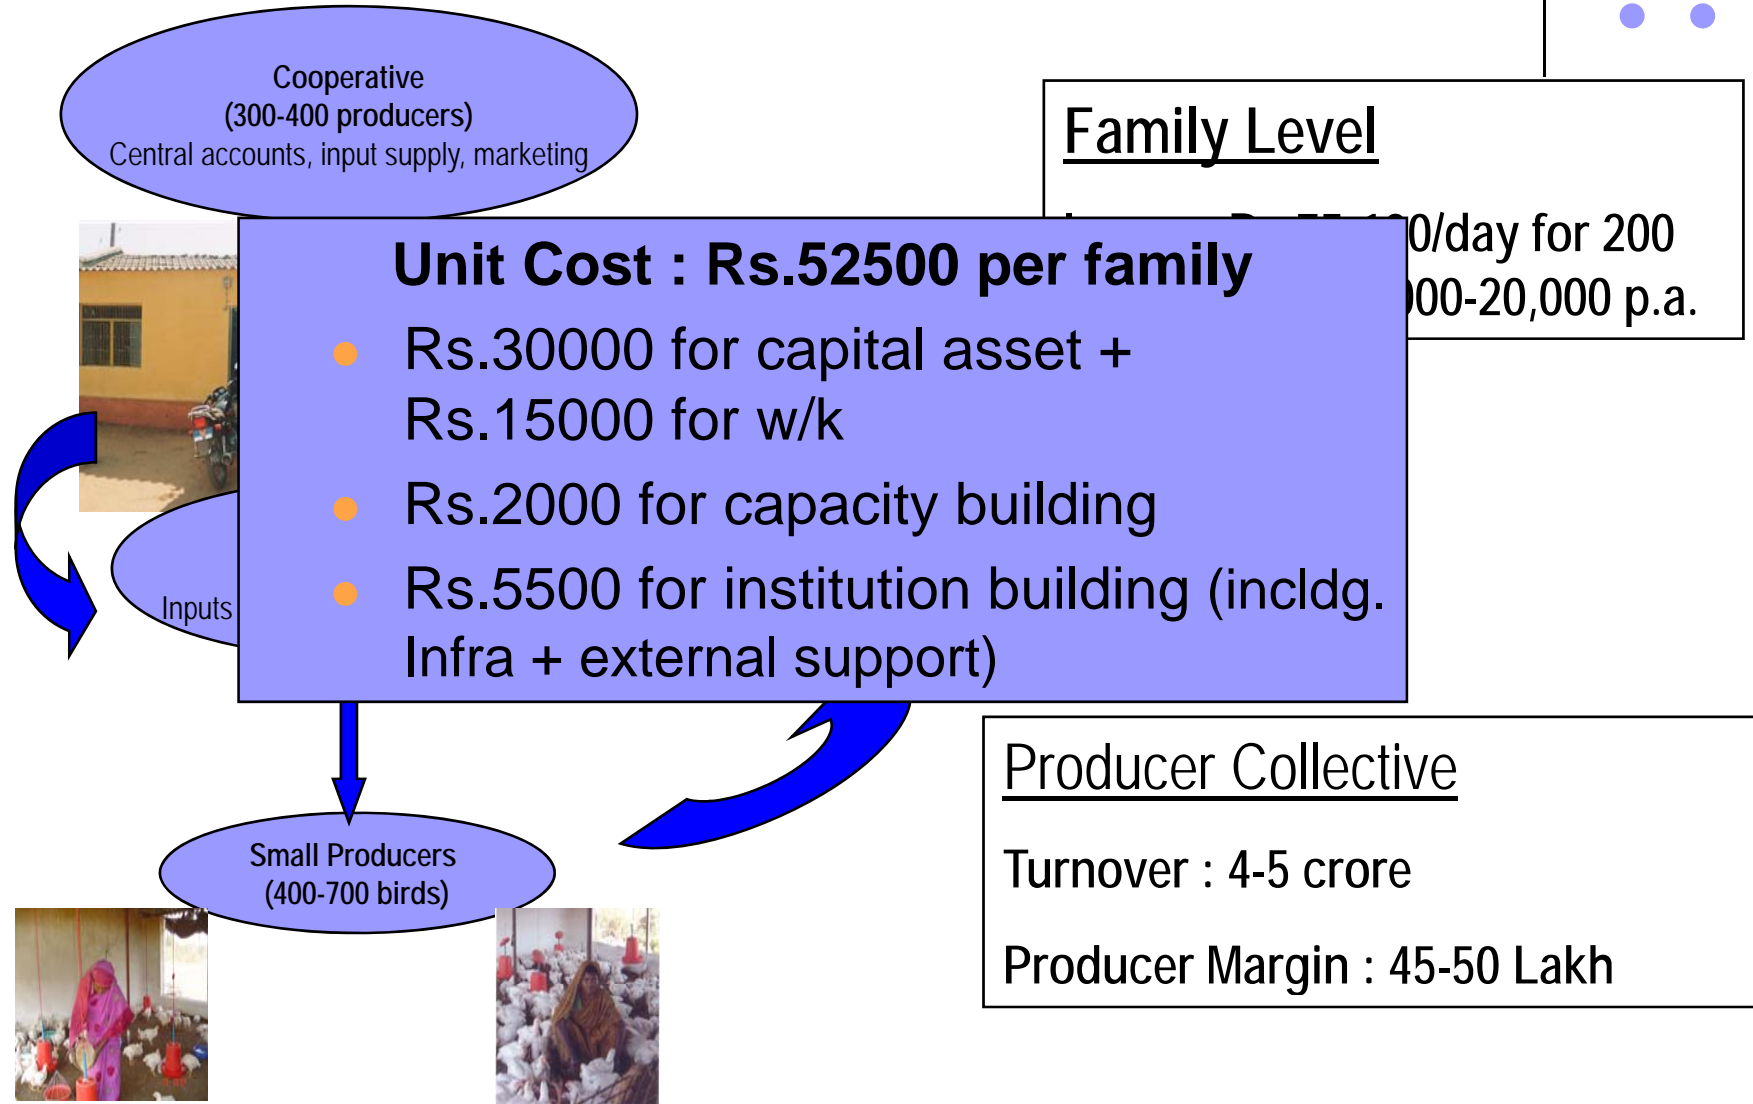 Cooperative
(300-400 producers)
Central accounts, input supply, marketing
Family Level
0/day for 200
000-20,000 p.a.
Unit Cost : Rs.52500 per family
Rs.30000 for capital asset +
Rs.15000 for w/k
Rs.2000 for capacity building
Rs.5500 for institution building (incldg.
Infra + external support)
Inputs
Small Producers
(400-700 birds)
Producer Collective
Turnover : 4-5 crore
Producer Margin : 45-50 Lakh